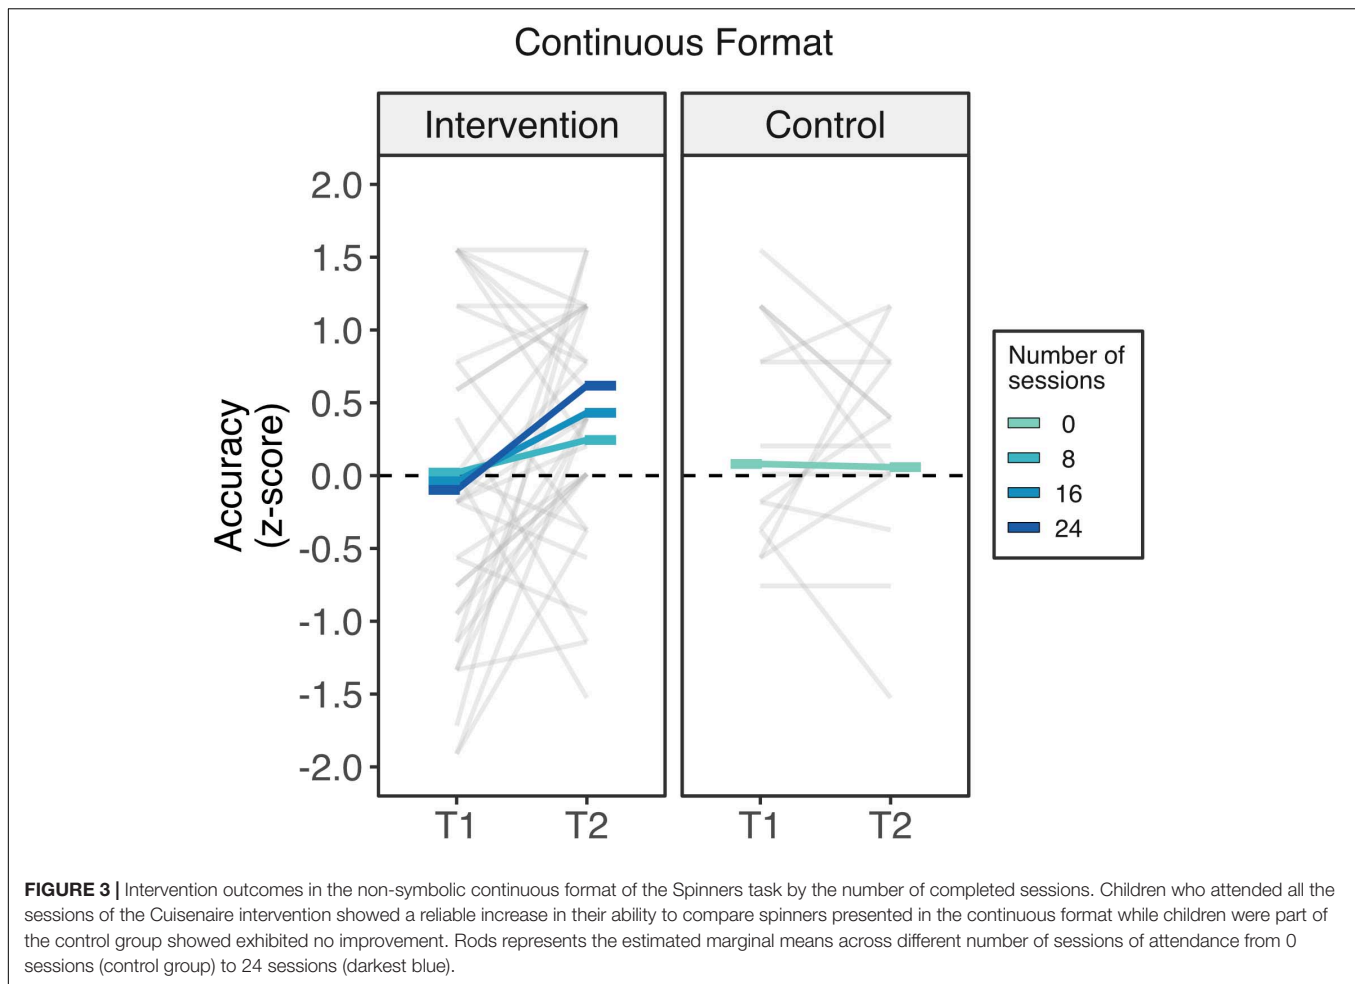 Continuous Format
Intervention
Control
2.0
1.5
1.0
0.5
0.0
-0.5
-1.0
-1.5
-2.0
Accuracy
(z-score)
T1
T2
T1
T2
Number of
sessions
0
8
16
24
FIGURE 3 | Intervention outcomes in the non-symbolic continuous format of the Spinners task by the number of completed sessions. Children who attended all the
sessions of the Cuisenaire intervention showed a reliable increase in their ability to compare spinners presented in the continuous format while children were part of
the control group showed exhibited no improvement. Rods represents the estimated marginal means across different number of sessions of attendance from 0
sessions (control group) to 24 sessions (darkest blue).